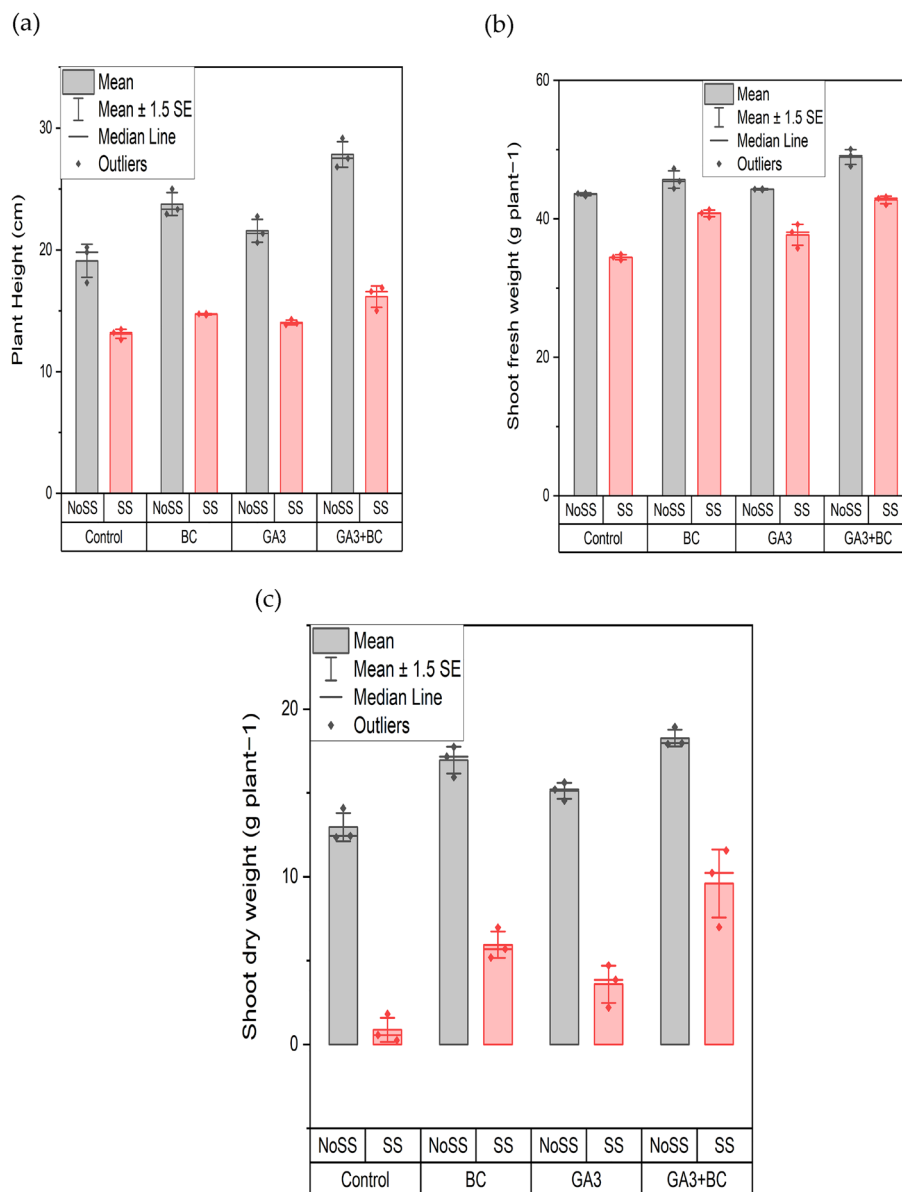 (a)
Mean
Mean ± 1.5 SE
Median Line
Outliers
30
20
10
0
Plant Height (cm)
NoSS SS NoSS SS NoSS SS NoSS SS
Control BC GA3 GA3+BC
(b)
Mean
Mean ± 1.5 SE
Median Line
Outliers
60
40
20
0
Shoot fresh weight (g plant−1)
NoSS SS NoSS SS NoSS SS NoSS SS
Control BC GA3 GA3+BC
(c)
Mean
Mean ± 1.5 SE
Median Line
Outliers
20
10
0
Shoot dry weight (g plant−1)
NoSS SS NoSS SS NoSS SS NoSS SS
Control BC GA3 GA3+BC